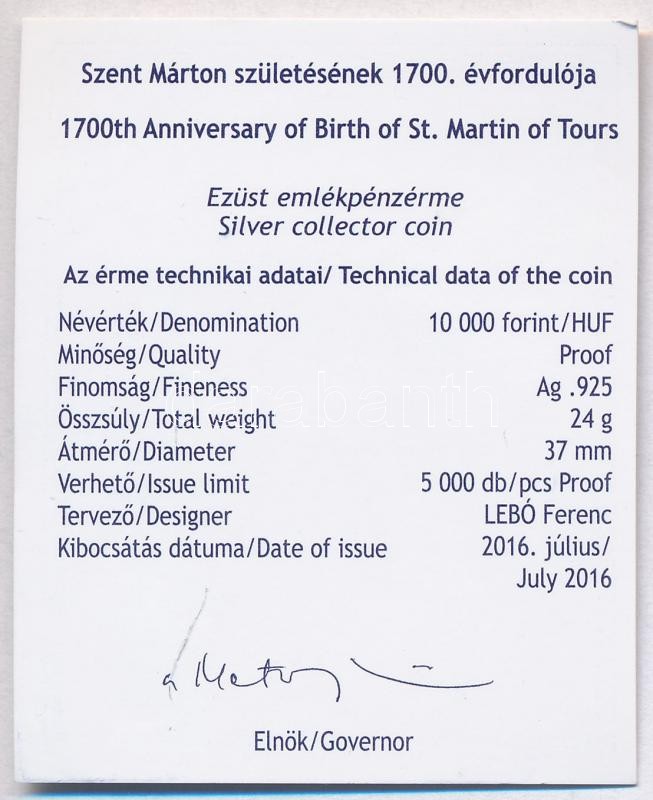 Szent Márton születésének 1700. évfordulója
1700th Anniversary of Birth of St. Martin of Tours
Ezüst emlékpénzérme
Silver collector coin
Az érme technikai adatai/ Technical data of the coin
Névérték/Denomination 10 000 forint/HUF
Minőség/Quality Proof
Finomság/Fineness Ag .925
Összsúly/Total weight 24 g
Átmérő/Diameter 37 mm
Verhető/Issue limit 5 000 db/pcs Proof
Tervező/Designer LEBÓ Ferenc
Kibocsátás dátuma/Date of issue 2016. július/
July 2016
Elnök/Governor
darabanth